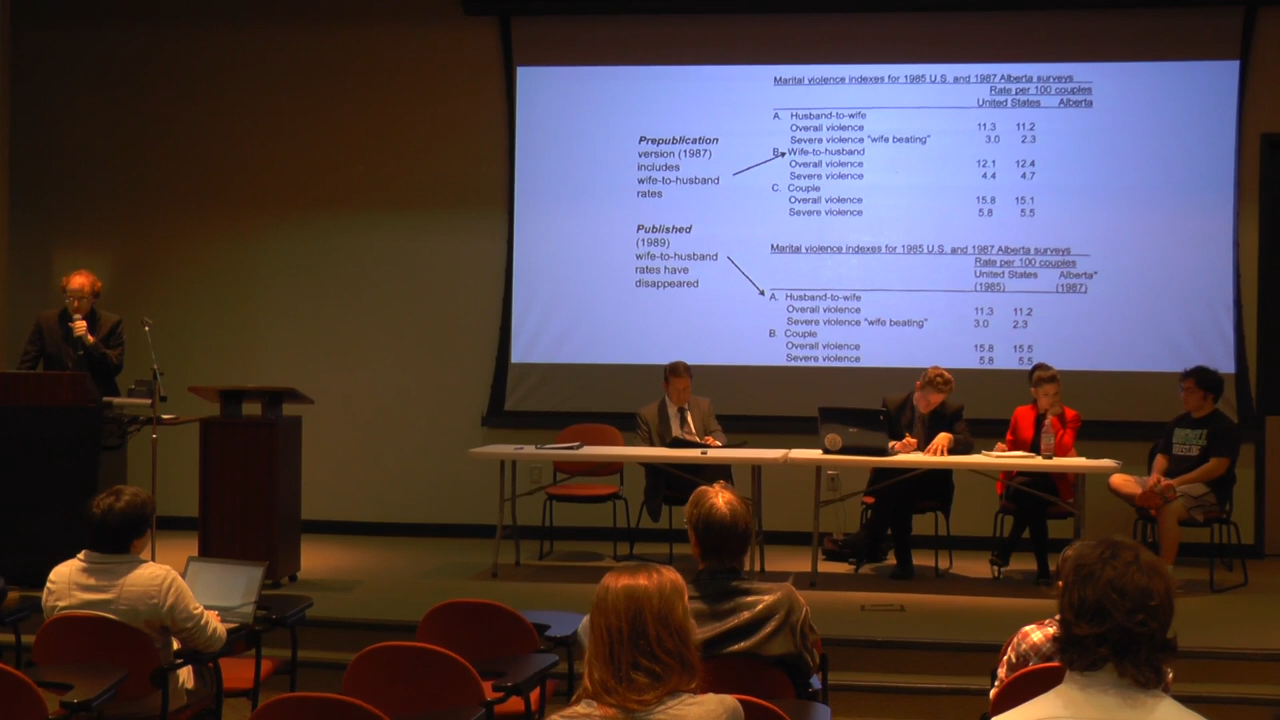 Marital violence indexes for 1985 U.S. and 1987 Alberta surveys
Rate per 100 couples
United States Alberta
A. Husband-to-wife
Overall violence 11.3 11.2
Severe violence "wife beating" 3.0 2.3
B. Wife-to-husband
Overall violence 12.1 12.4
Severe violence 4.4 4.7
C. Couple
Overall violence 15.8 15.1
Severe violence 5.8 5.5
Prepublication
version (1987)
includes
wife-to-husband
rates
Published
(1989)
wife-to-husband
rates have
disappeared
Marital violence indexes for 1985 U.S. and 1987 Alberta surveys
Rate per 100 couples
United States Alberta*
(1985) (1987)
A. Husband-to-wife
Overall violence 11.3 11.2
Severe violence "wife beating" 3.0 2.3
B. Couple
Overall violence 15.8 15.5
Severe violence 5.8 5.5